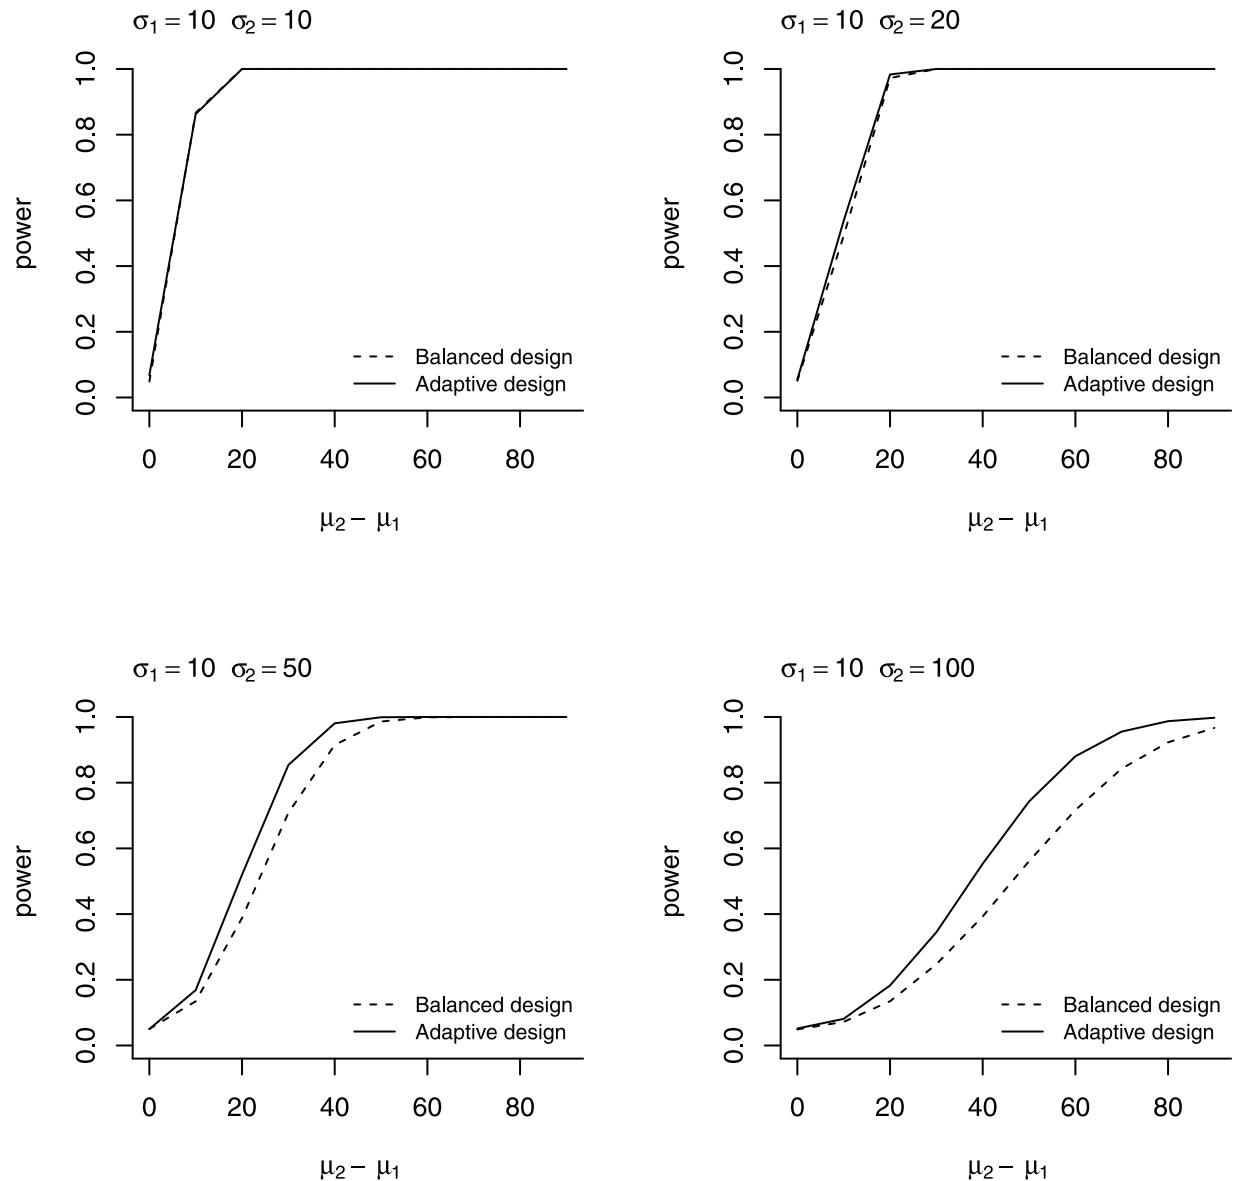 σ₁ = 10 σ₂ = 10
1.0
0.8
0.6
0.4
0.2
0.0
power
Balanced design
Adaptive design
0 20 40 60 80
μ₂ − μ₁
σ₁ = 10 σ₂ = 20
1.0
0.8
0.6
0.4
0.2
0.0
power
Balanced design
Adaptive design
0 20 40 60 80
μ₂ − μ₁
σ₁ = 10 σ₂ = 50
1.0
0.8
0.6
0.4
0.2
0.0
power
Balanced design
Adaptive design
0 20 40 60 80
μ₂ − μ₁
σ₁ = 10 σ₂ = 100
1.0
0.8
0.6
0.4
0.2
0.0
power
Balanced design
Adaptive design
0 20 40 60 80
μ₂ − μ₁